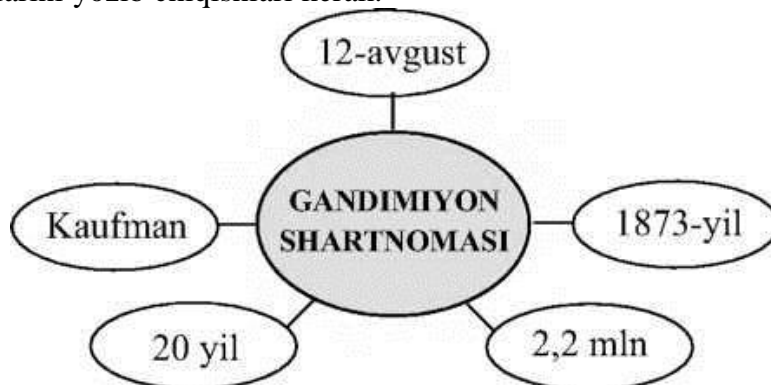 12-avgust
Kaufman
GANDIMIYON
SHARTNOMASI
1873-yil
20 yil
2,2 mln